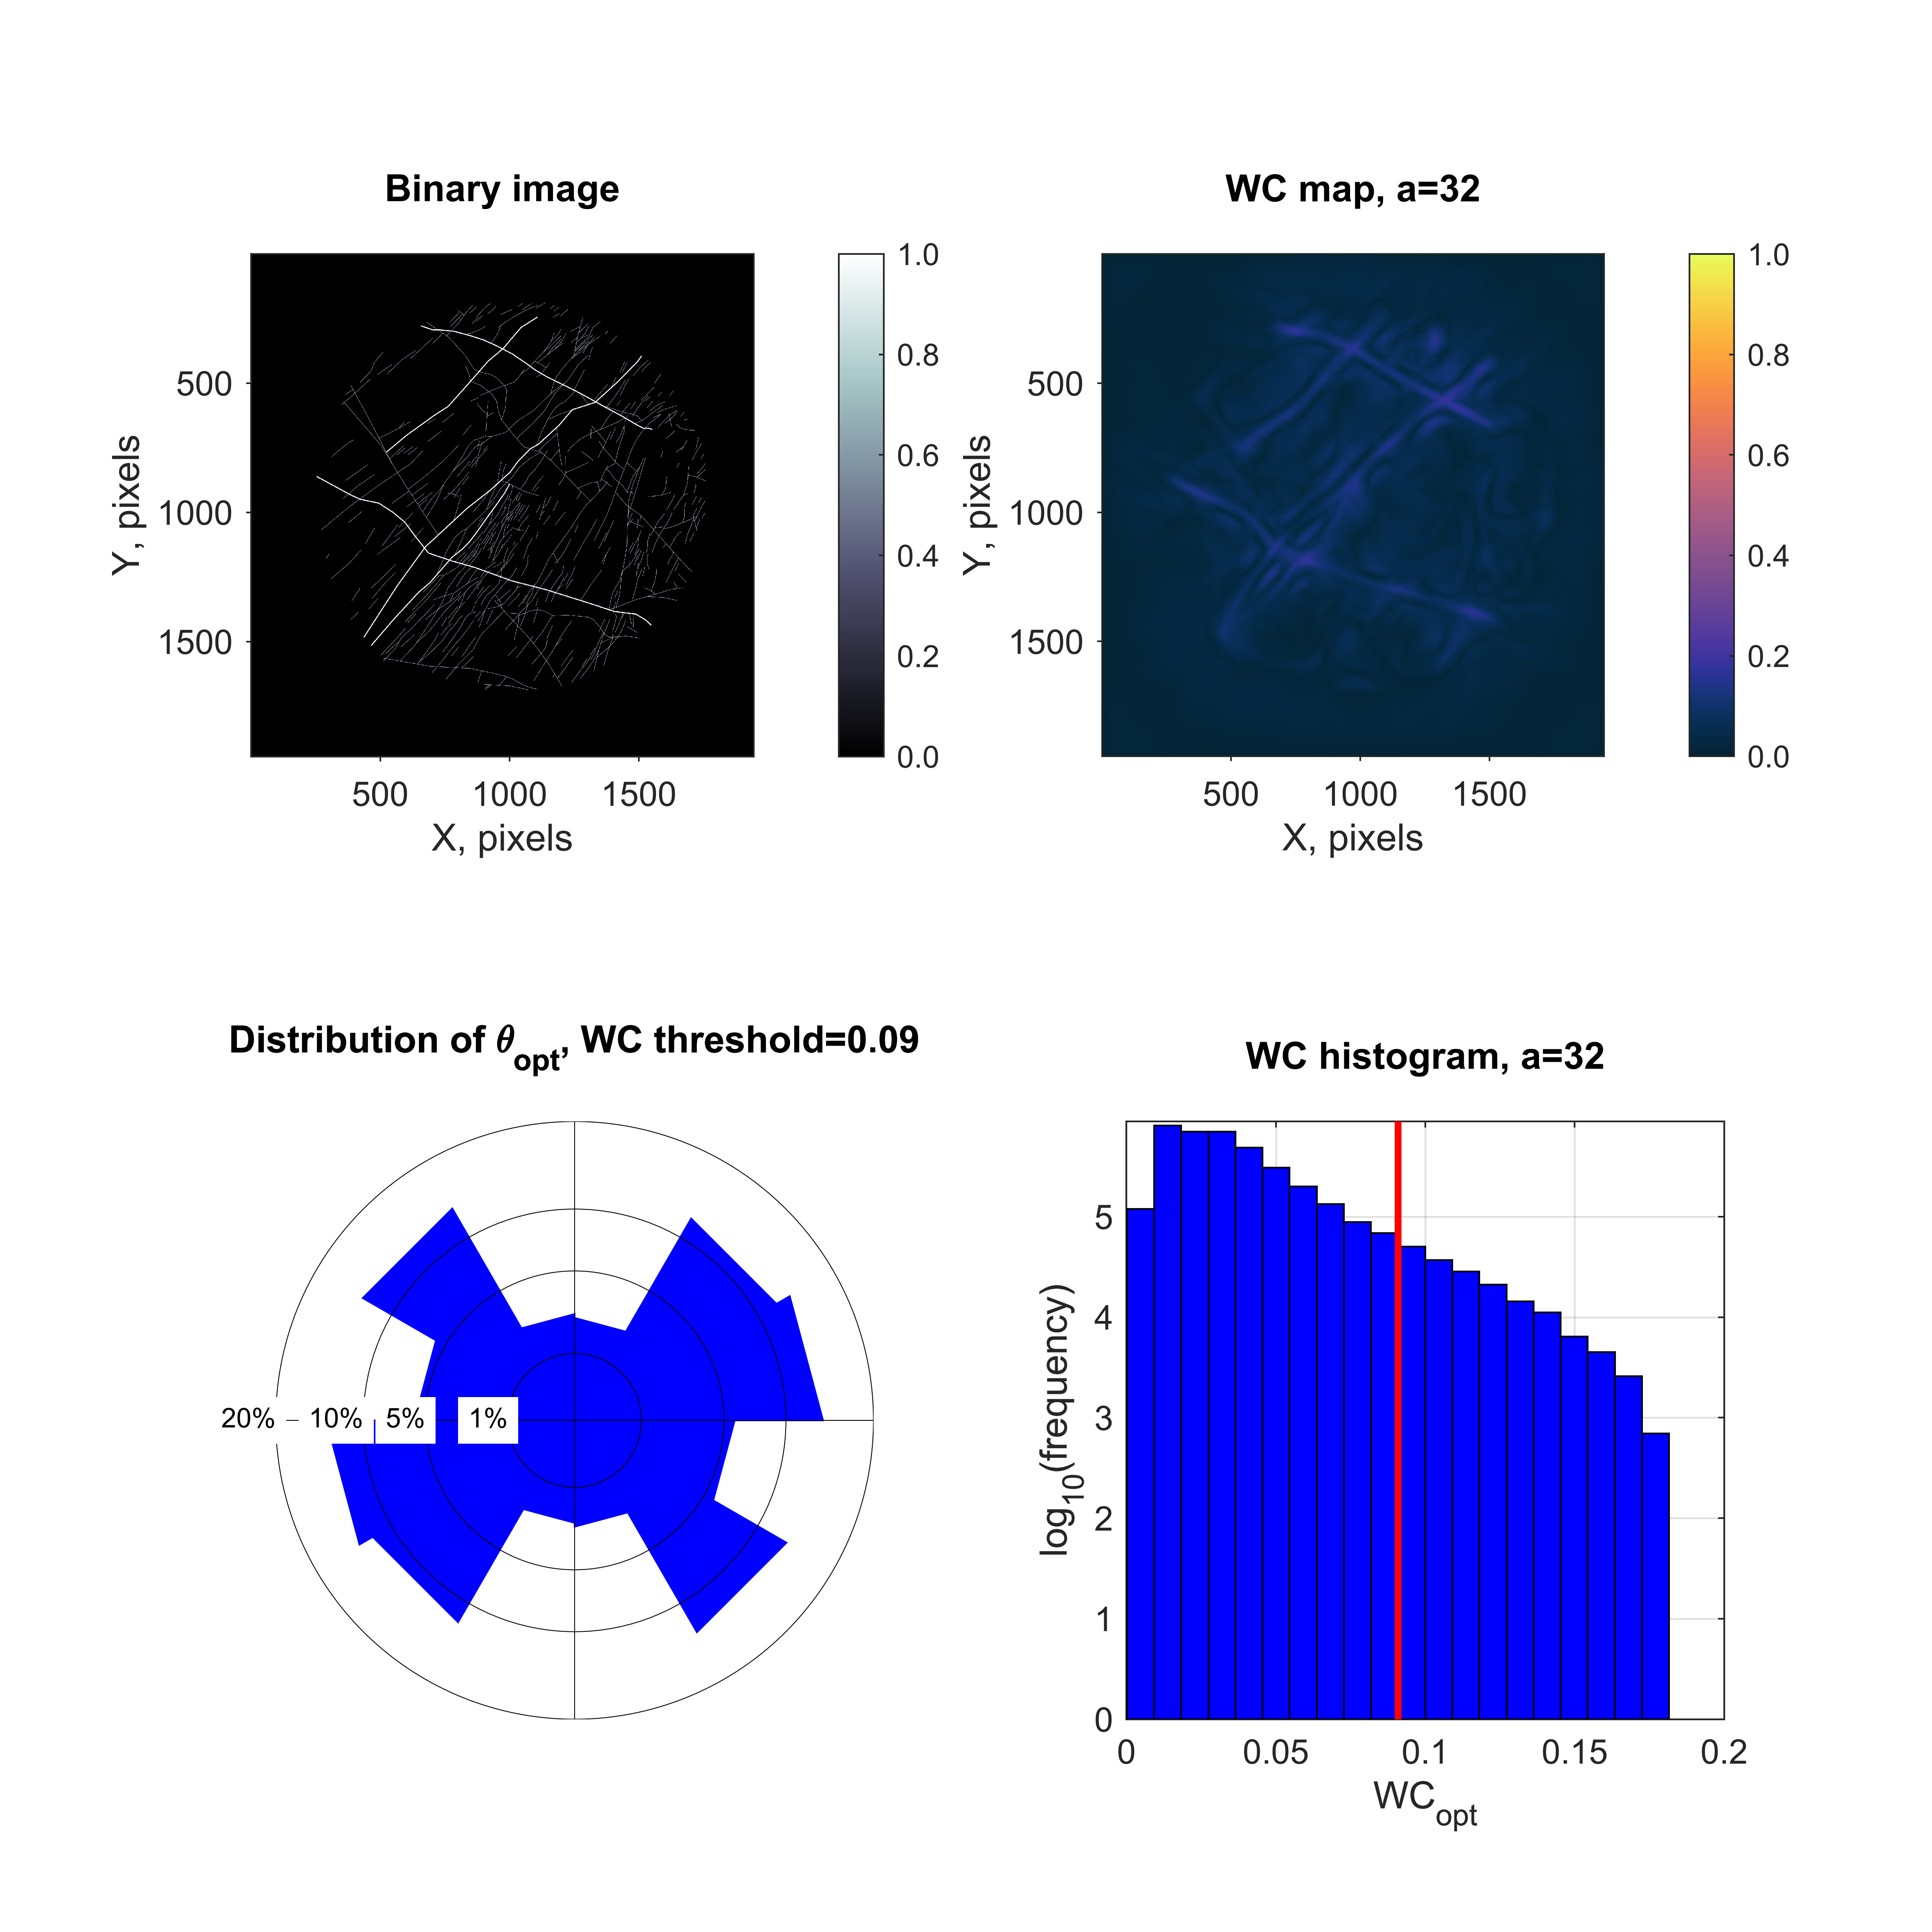 Binary image
1.0
0.8
0.6
0.4
0.2
0.0
500
1000
1500
Y, pixels
500 1000 1500
X, pixels
WC map, a=32
1.0
0.8
0.6
0.4
0.2
0.0
500
1000
1500
Y, pixels
500 1000 1500
X, pixels
Distribution of θopt, WC threshold=0.09
20% 10% 5% 1%
WC histogram, a=32
5
4
3
2
1
0
log10(frequency)
0 0.05 0.1 0.15 0.2
WCopt